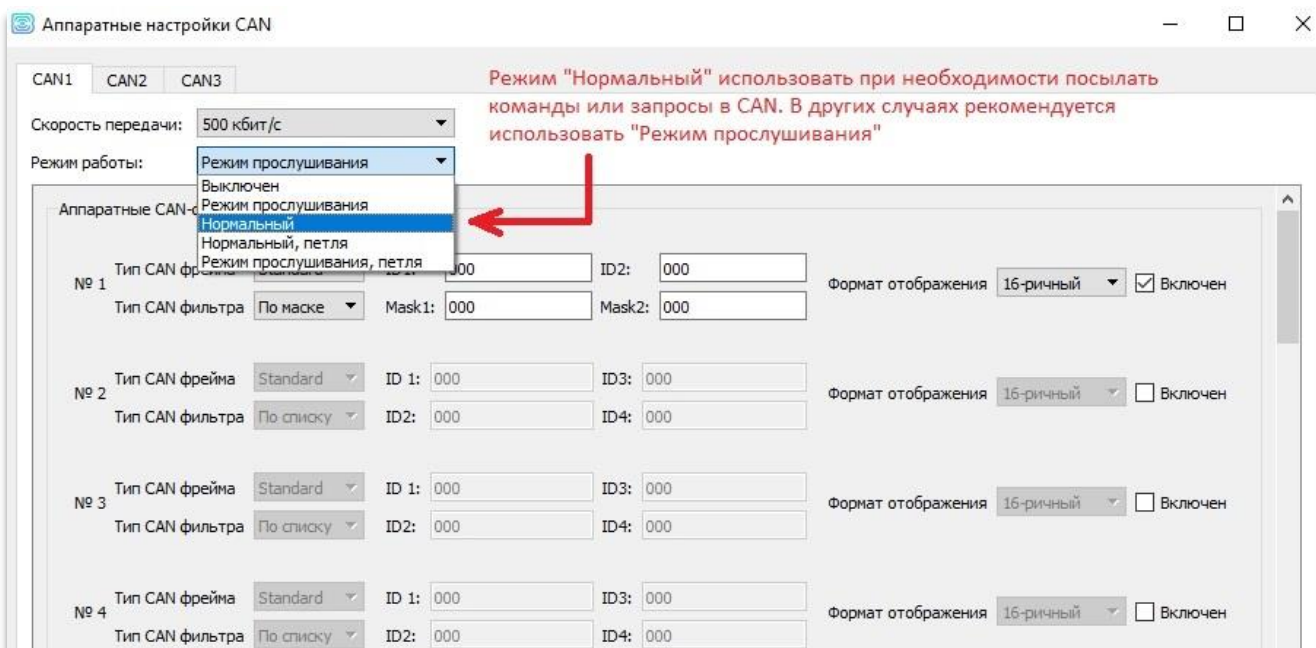 Аппаратные настройки CAN
CAN1 CAN2 CAN3
Режим "Нормальный" использовать при необходимости посылать
команды или запросы в CAN. В других случаях рекомендуется
использовать "Режим прослушивания"
Скорость передачи: 500 кбит/с
Режим работы: Режим прослушивания
Выключен
Режим прослушивания
Нормальный
Нормальный, петля
Режим прослушивания, петля
Аппаратные CAN-
№ 1
Тип CAN 000 ID2: 000
Тип CAN фильтра По маске Mask1: 000 Mask2: 000
Формат отображения 16-ричный Включен
№ 2
Тип CAN фрейма Standard ID 1: 000 ID3: 000
Тип CAN фильтра По списку ID2: 000 ID4: 000
Формат отображения 16-ричный Включен
№ 3
Тип CAN фрейма Standard ID 1: 000 ID3: 000
Тип CAN фильтра По списку ID2: 000 ID4: 000
Формат отображения 16-ричный Включен
№ 4
Тип CAN фрейма Standard ID 1: 000 ID3: 000
Тип CAN фильтра По списку ID2: 000 ID4: 000
Формат отображения 16-ричный Включен